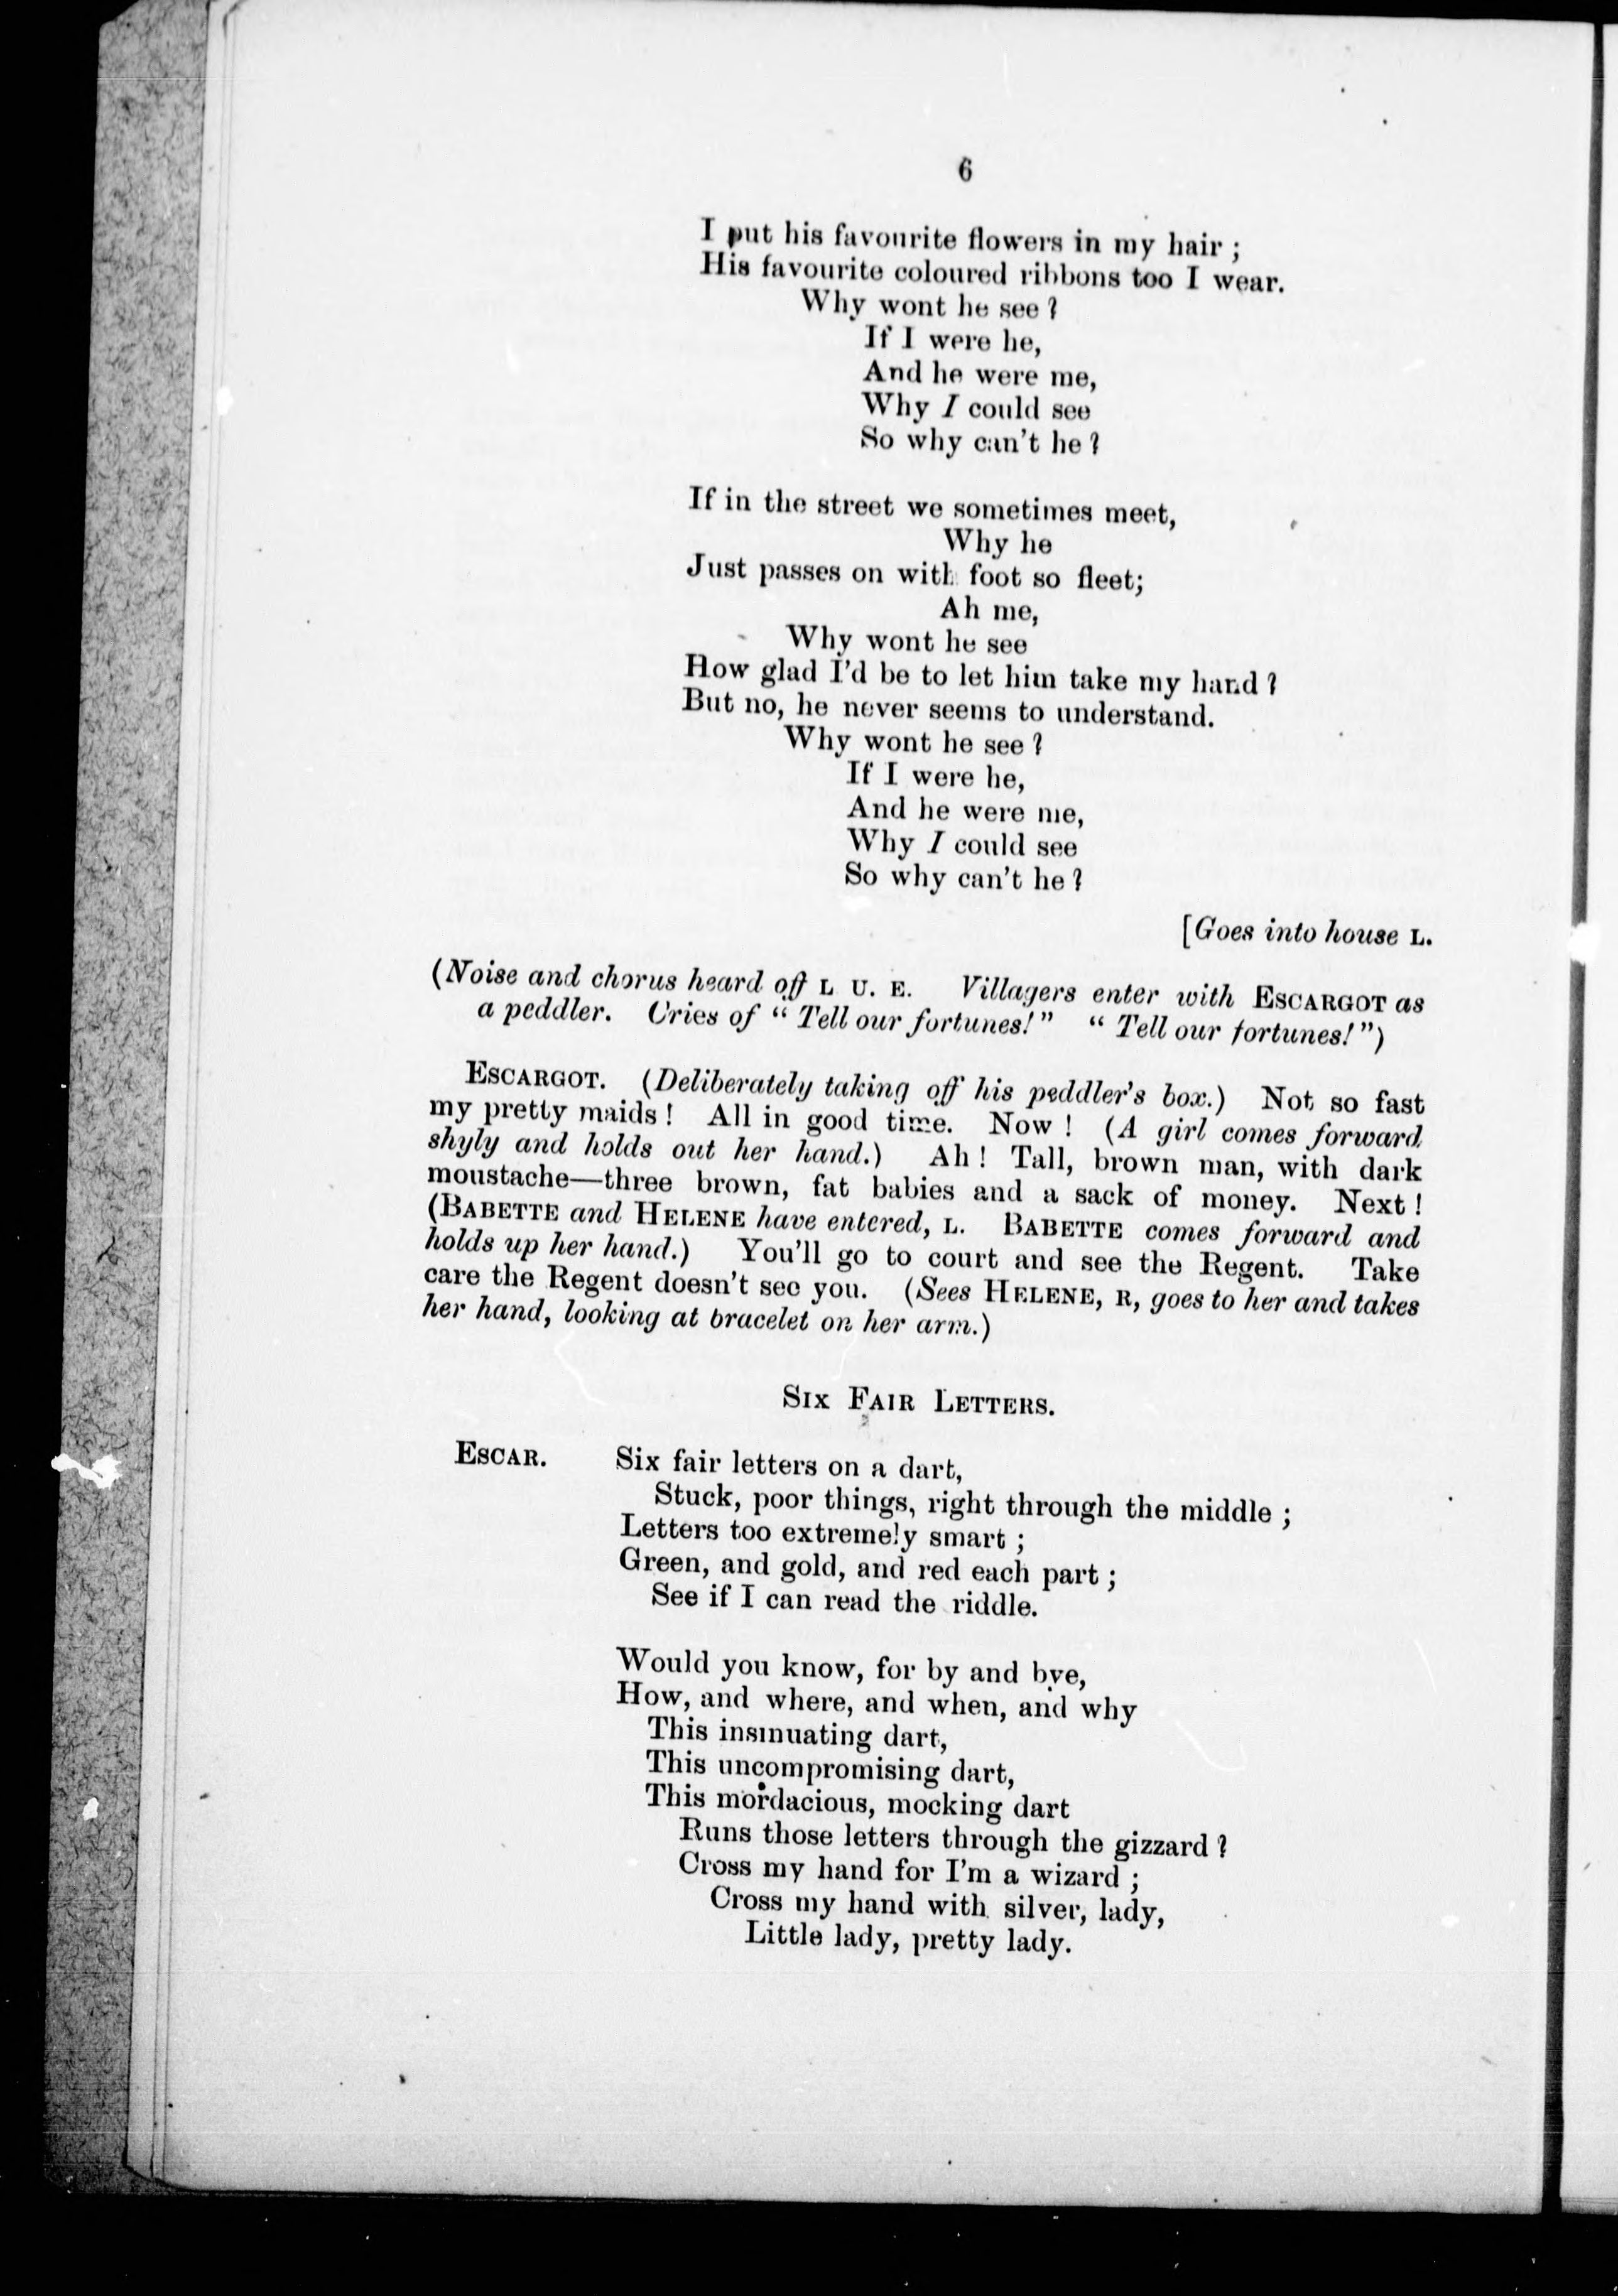 6
I put his favourite flowers in my hair ;
His favourite coloured ribbons too I wear.
Why wont he see ?
If I were he,
And he were me,
Why I could see
So why can't he ?
If in the street we sometimes meet,
Why he
Just passes on with foot so fleet;
Ah me,
Why wont he see
How glad I'd be to let him take my hand ?
But no, he never seems to understand.
Why wont he see ?
If I were he,
And he were me,
Why I could see
So why can't he ?
[Goes into house L.
(Noise and chorus heard off L U. E. Villagers enter with ESCARGOT as
a peddler. Cries of " Tell our fortunes! " " Tell our fortunes! ")
ESCARGOT. (Deliberately taking off his peddler's box.) Not so fast
my pretty maids ! All in good time. Now ! (A girl comes forward
shyly and holds out her hand.) Ah ! Tall, brown man, with dark
moustache—three brown, fat babies and a sack of money. Next !
(BABETTE and HELENE have entered, L. BABETTE comes forward and
holds up her hand.) You'll go to court and see the Regent. Take
care the Regent doesn't see you. (Sees HELENE, R, goes to her and takes
her hand, looking at bracelet on her arm.)
SIX FAIR LETTERS.
ESCAR. Six fair letters on a dart,
Stuck, poor things, right through the middle ;
Letters too extremely smart ;
Green, and gold, and red each part ;
See if I can read the riddle.
Would you know, for by and bye,
How, and where, and when, and why
This insinuating dart,
This uncompromising dart,
This mordacious, mocking dart
Runs those letters through the gizzard ?
Cross my hand for I'm a wizard ;
Cross my hand with silver, lady,
Little lady, pretty lady.